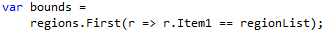 var bounds =
    regions.First(r => r.Item1 == regionList);